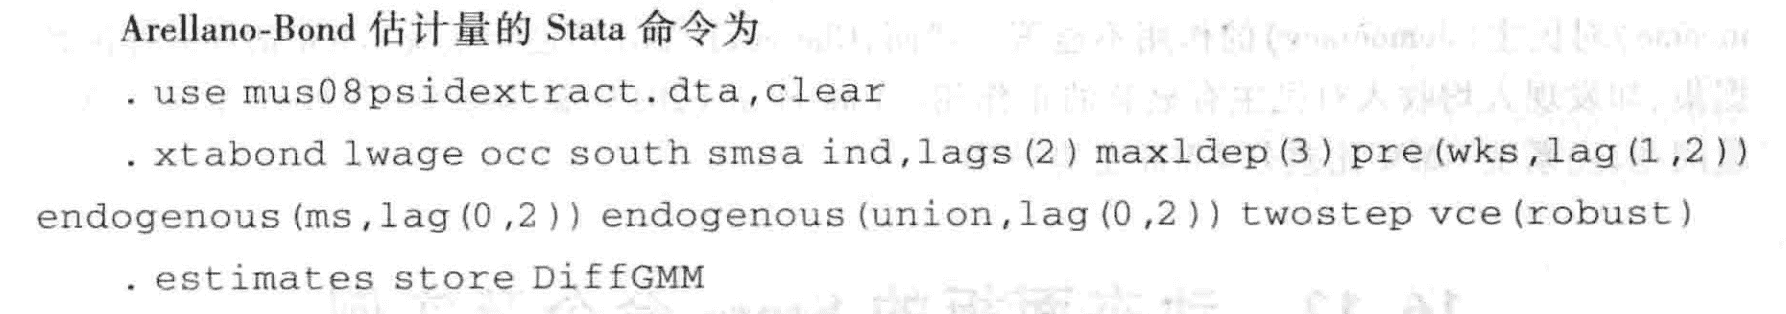 Arellano-Bond 估计量的 Stata 命令为
. use mus08psidextract.dta,clear
. xtabond lwage occ south smsa ind,lags(2) maxldep(3) pre(wks,lag(1,2))
endogenous(ms,lag(0,2)) endogenous(union,lag(0,2)) twostep vce(robust)
. estimates store DiffGMM